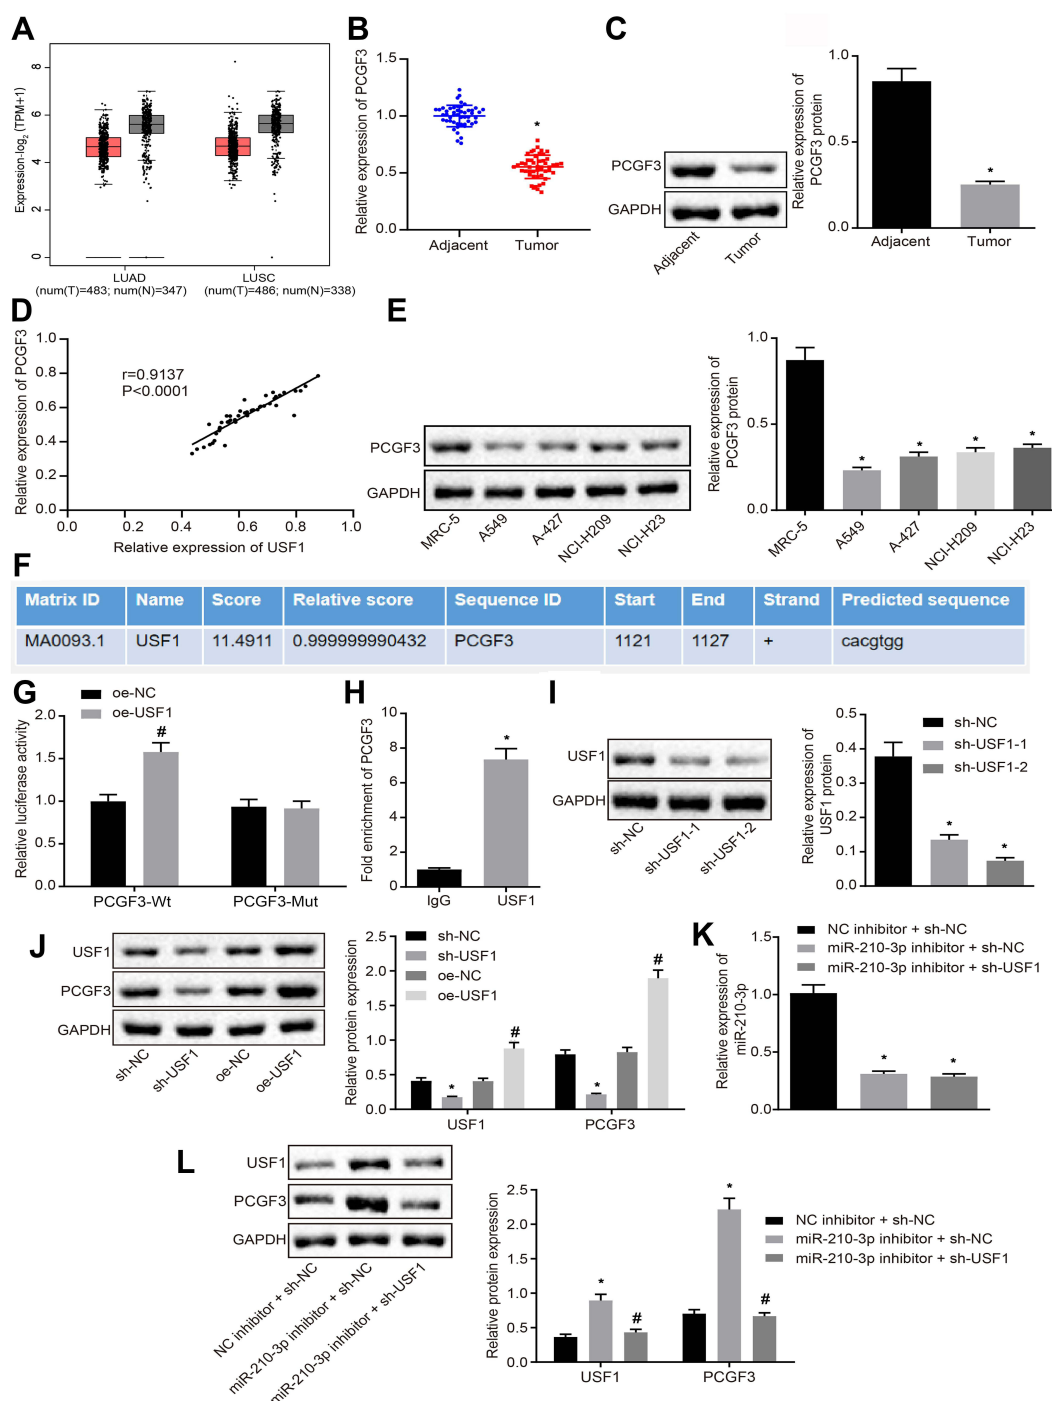 A
Expression-log2 (TPM+1)
8
6
4
2
0
LUAD
(num(T)=483; num(N)=347)
LUSC
(num(T)=486; num(N)=338)
B
Relative expression of PCGF3
1.5
1.0
0.5
0.0
*
Adjacent
Tumor
C
PCGF3
GAPDH
Adjacent
Tumor
Relative expression of
PCGF3 protein
1.0
0.5
0.0
*
Adjacent
Tumor
D
Relative expression of PCGF3
1.0
0.8
0.6
0.4
0.2
0.0
r=0.9137
P<0.0001
0.0 0.2 0.4 0.6 0.8 1.0
Relative expression of USF1
E
PCGF3
GAPDH
MRC-5
A549
A-427
NCI-H209
NCI-H23
Relative expression of
PCGF3 protein
1.0
0.5
0.0
* * * *
MRC-5
A549
A-427
NCI-H209
NCI-H23
F
Matrix ID Name Score Relative score Sequence ID Start End Strand Predicted sequence
MA0093.1 USF1 11.4911 0.999999990432 PCGF3 1121 1127 + cacgtgg
G
oe-NC
oe-USF1
Relative luciferase activity
2.0
1.5
1.0
0.5
0.0
#
PCGF3-Wt
PCGF3-Mut
H
Fold enrichment of PCGF3
10
8
6
4
2
0
*
IgG
USF1
I
USF1
GAPDH
sh-NC
sh-USF1-1
sh-USF1-2
Relative expression of
USF1 protein
0.5
0.4
0.3
0.2
0.1
0.0
* *
sh-NC
sh-USF1-1
sh-USF1-2
J
USF1
PCGF3
GAPDH
sh-NC
sh-USF1
oe-NC
oe-USF1
Relative protein expression
2.5
2.0
1.5
1.0
0.5
0.0
sh-NC
sh-USF1
oe-NC
oe-USF1
* # * #
USF1
PCGF3
K
NC inhibitor + sh-NC
miR-210-3p inhibitor + sh-NC
miR-210-3p inhibitor + sh-USF1
Relative expression of
miR-210-3p
1.5
1.0
0.5
0.0
* *
L
USF1
PCGF3
GAPDH
NC inhibitor + sh-NC
miR-210-3p inhibitor + sh-NC
miR-210-3p inhibitor + sh-USF1
Relative protein expression
2.5
2.0
1.5
1.0
0.5
0.0
* # * #
USF1
PCGF3
NC inhibitor + sh-NC
miR-210-3p inhibitor + sh-NC
miR-210-3p inhibitor + sh-USF1